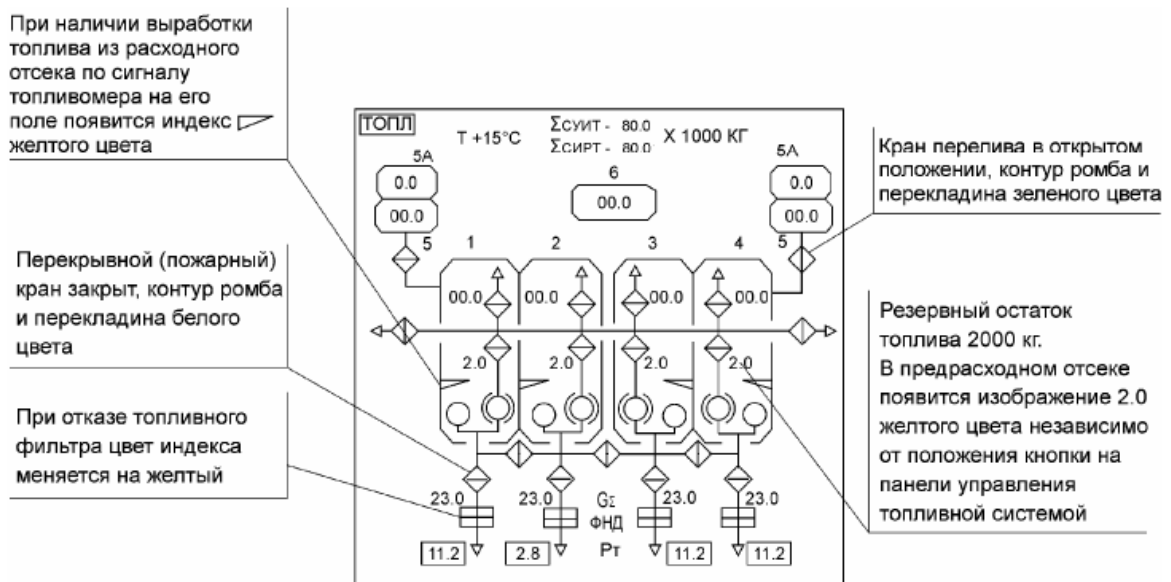 При наличии выработки
топлива из расходного
отсека по сигналу
топливомера на его
поле появится индекс
желтого цвета
Перекрывной (пожарный)
кран закрыт, контур ромба
и перекладина белого
цвета
При отказе топливного
фильтра цвет индекса
меняется на желтый
ТОПЛ
T +15°C
ΣСУИТ - 80.0
ΣСИРТ - 80.0
X 1000 КГ
5А
0.0
00.0
6
00.0
5А
0.0
00.0
5 1 2 3 4 5
00.0 00.0 00.0 00.0
2.0 2.0 2.0 2.0
23.0 23.0 GΣ 23.0 23.0
ФНД
11.2 2.8 Рт 11.2 11.2
Кран перелива в открытом
положении, контур ромба и
перекладина зеленого цвета
Резервный остаток
топлива 2000 кг.
В предрасходном отсеке
появится изображение 2.0
желтого цвета независимо
от положения кнопки на
панели управления
топливной системой